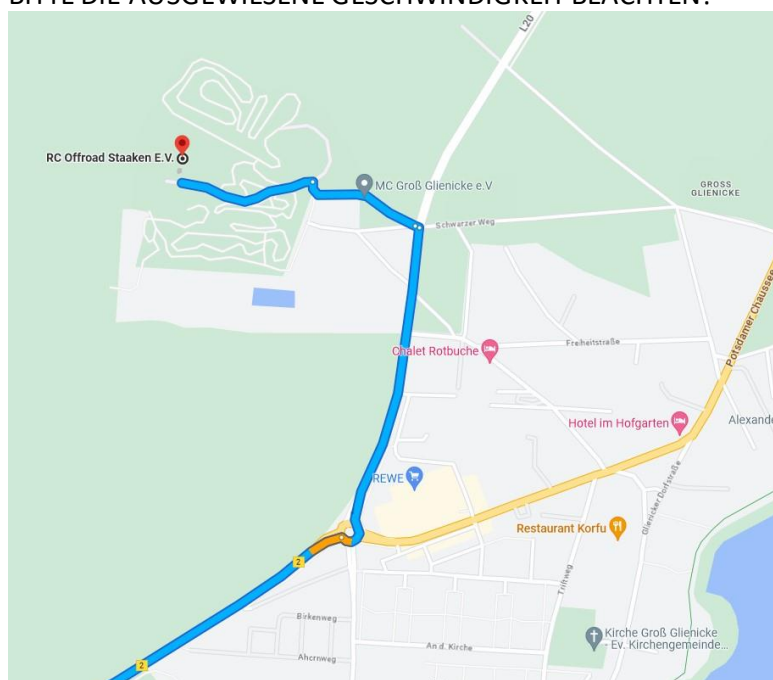 BITTE DIE AUSGEWIESENE GESCHWINDIGKEIT BEACHTEN!
L20
RC Offroad Staaken E.V.
MC Groß Glienicke e.V
GROSS
GLIENICKE
Schwarzer Weg
Potsdamer Chaussee
Freiheitstraße
Chalet Rotbuche
Hotel im Hofgarten
Alexande
REWE
Glienicker Dorfstraße
Restaurant Korfu
2
Triftweg
Birkenweg
Kirche Groß Glienicke
- Ev. Kirchengemeinde...
An d. Kirche
Ahornweg
2